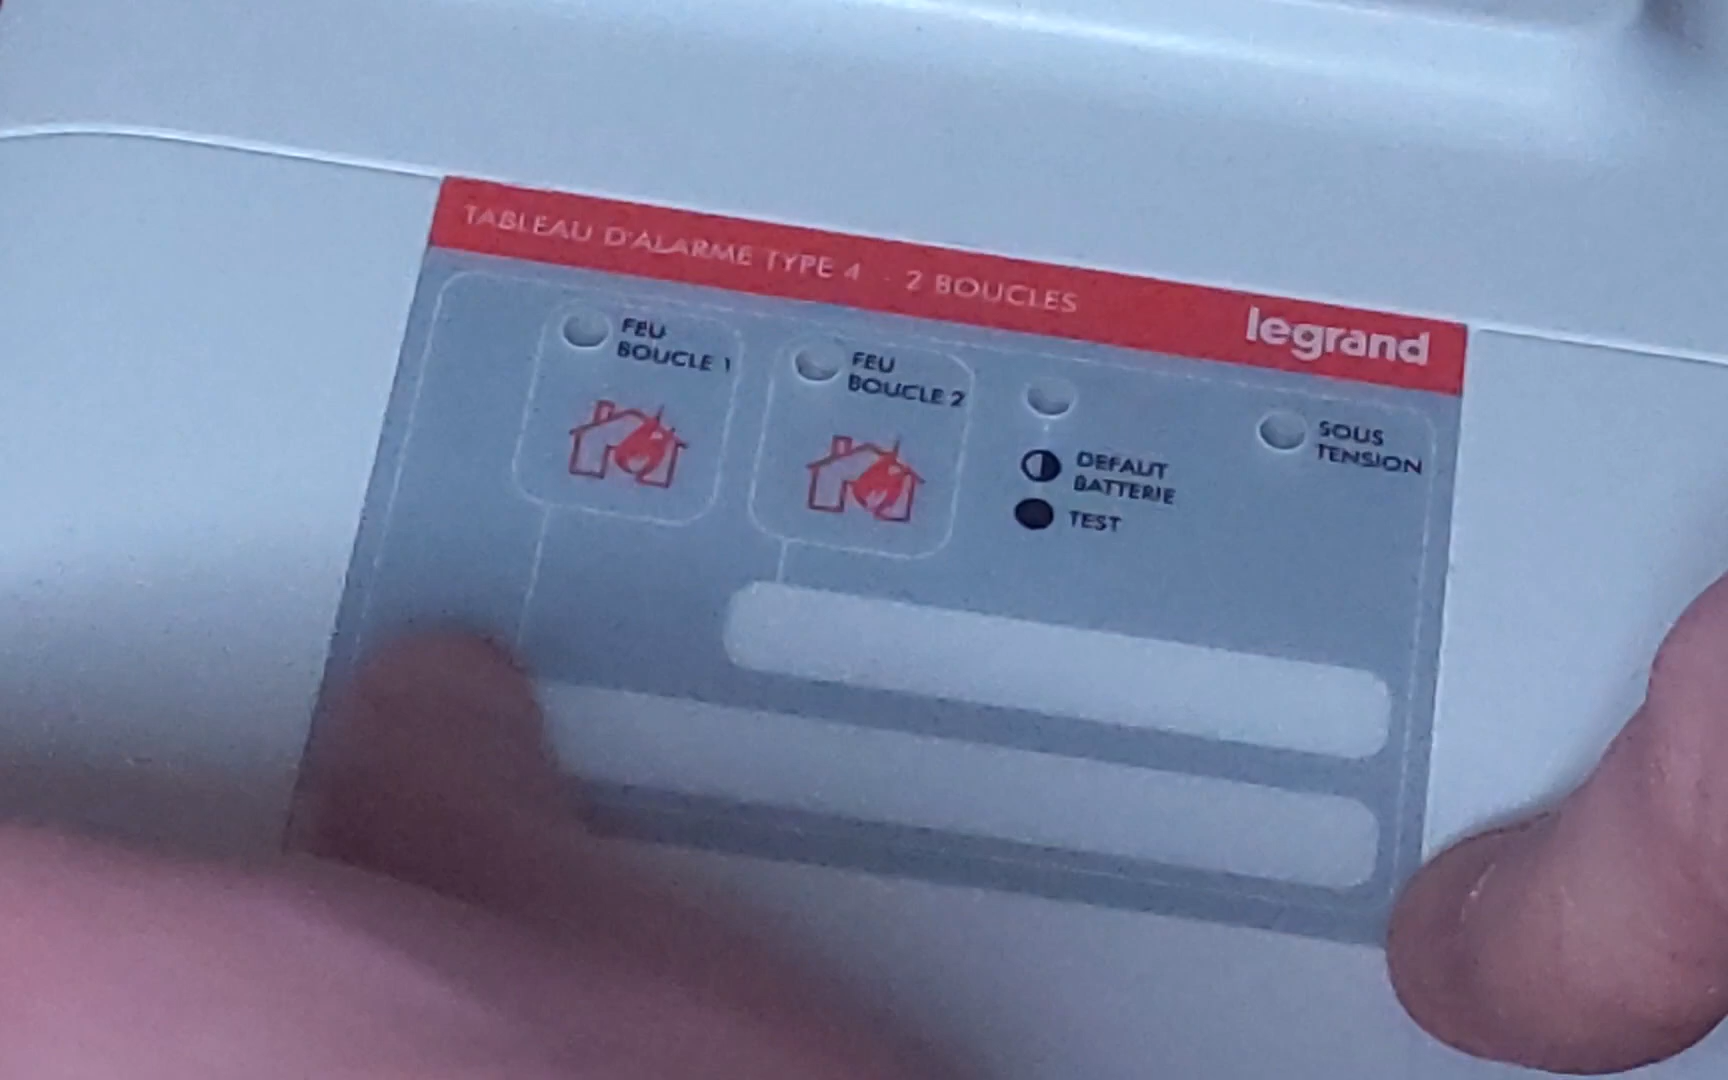 TABLEAU D'ALARME TYPE 4 - 2 BOUCLES
legrand
FEU
BOUCLE 1
FEU
BOUCLE 2
DEFAUT
BATTERIE
TEST
SOUS
TENSION